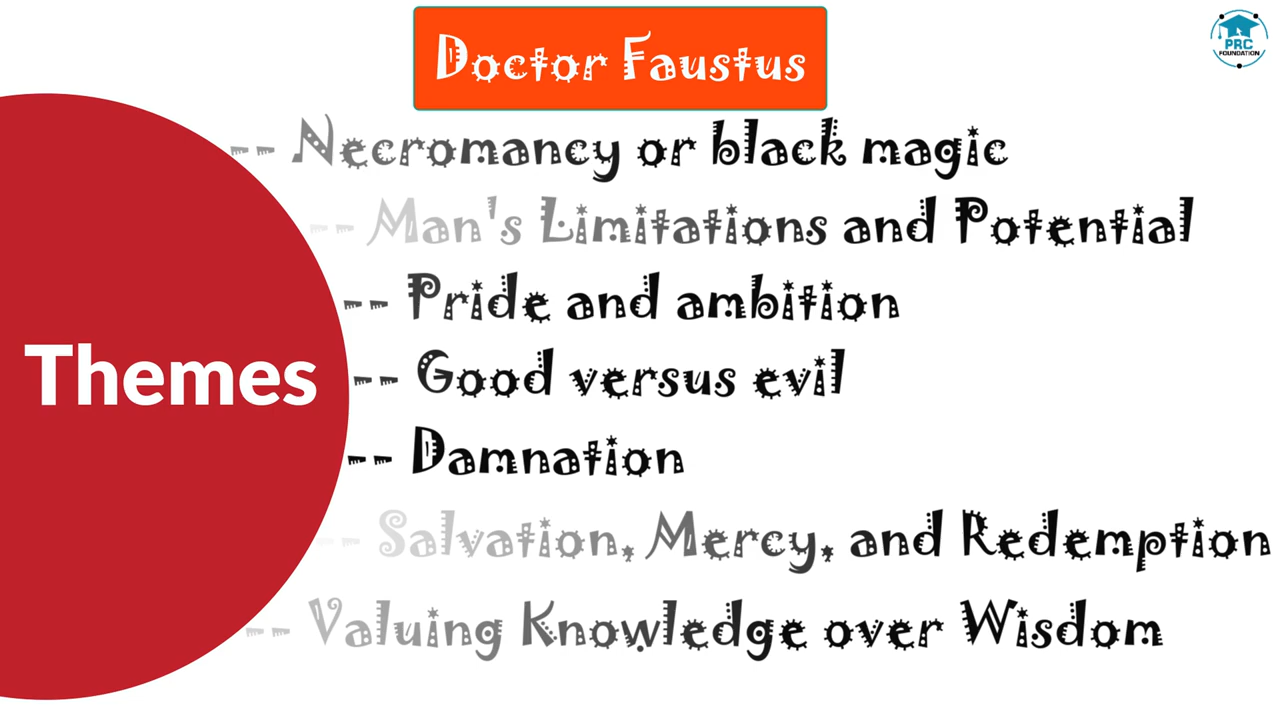 Doctor Faustus
PRC
FOUNDATION
-- Necromancy or black magic
-- Man's Limitations and Potential
-- Pride and ambition
Themes
-- Good versus evil
-- Damnation
-- Salvation, Mercy, and Redemption
-- Valuing Knowledge over Wisdom